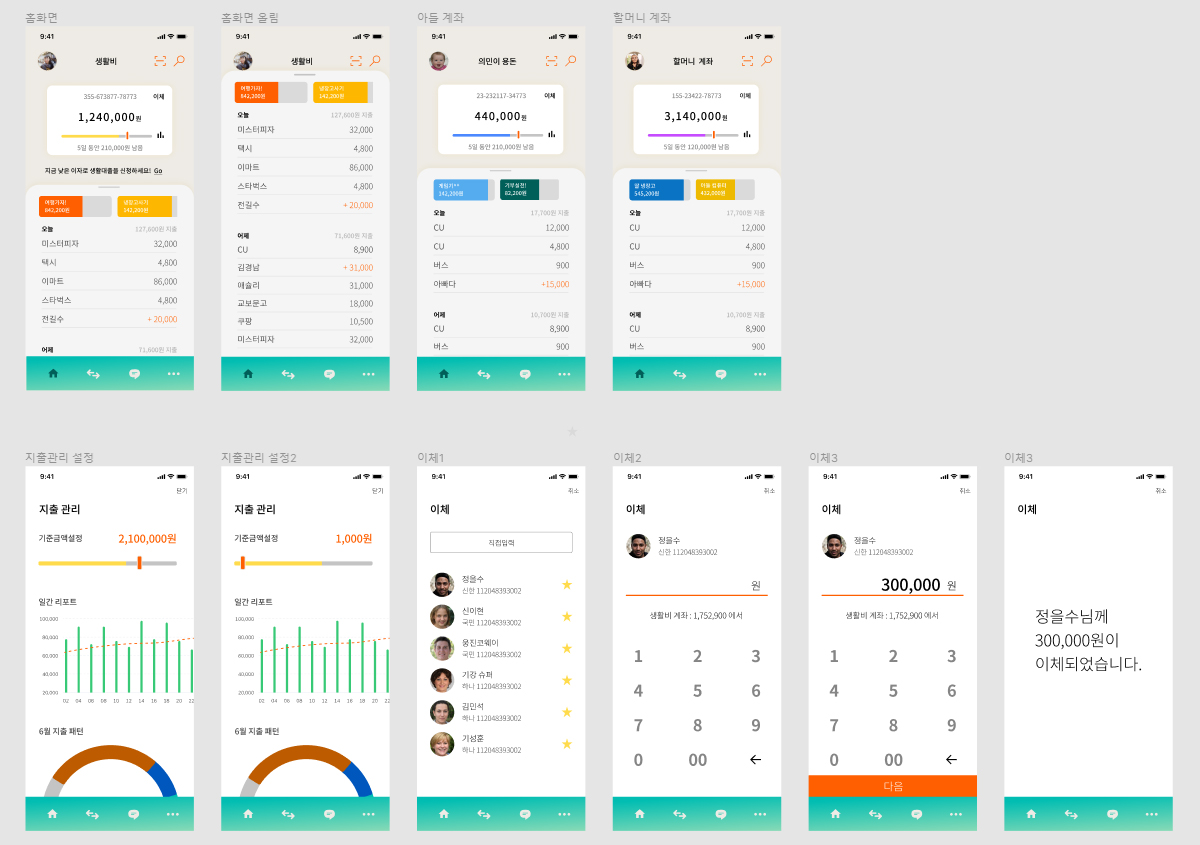 홈화면
9:41
생활비
355-673877-78773 이체
1,240,000원
5일 동안 210,000원 남음
지금 낮은 이자로 생활대출을 신청하세요! Go
여행가자! 842,200원
냉장고사기 142,200원
오늘 127,600원 지출
미스터피자 32,000
택시 4,800
이마트 86,000
스타벅스 4,800
전길수 + 20,000
어제 71,600원 지출
홈화면 올림
9:41
생활비
여행가자! 842,200원
냉장고사기 142,200원
오늘 127,600원 지출
미스터피자 32,000
택시 4,800
이마트 86,000
스타벅스 4,800
전길수 + 20,000
어제 71,600원 지출
CU 8,900
김경남 + 31,000
애슐리 31,000
교보문고 18,000
쿠팡 10,500
미스터피자 32,000
아들 계좌
9:41
의민이 용돈
23-232117-34773 이체
440,000원
5일 동안 210,000원 남음
게임기** 142,200원
기부실천! 82,200원
오늘 17,700원 지출
CU 12,000
CU 4,800
버스 900
아빠다 +15,000
어제 10,700원 지출
CU 8,900
버스 900
할머니 계좌
9:41
할머니 계좌
155-23422-78773 이체
3,140,000원
5일 동안 120,000원 남음
딸 냉장고 545,200원
아들 컴퓨터 432,000원
오늘 17,700원 지출
CU 12,000
CU 4,800
버스 900
아빠다 +15,000
어제 10,700원 지출
CU 8,900
버스 900
지출관리 설정
9:41
닫기
지출 관리
기준금액설정 2,100,000원
일간 리포트
100,000
80,000
60,000
40,000
20,000
02 04 06 08 10 12 14 16 18 20 22
6월 지출 패턴
지출관리 설정2
9:41
닫기
지출 관리
기준금액설정 1,000원
일간 리포트
100,000
80,000
60,000
40,000
20,000
02 04 06 08 10 12 14 16 18 20 22
6월 지출 패턴
이체1
9:41
취소
이체
직접입력
정을수
신한 112048393002
신이현
국민 112048393002
웅진코웨이
국민 112048393002
기강 슈퍼
하나 112048393002
김민석
하나 112048393002
기성훈
하나 112048393002
이체2
9:41
취소
이체
정을수
신한 112048393002
원
생활비 계좌 : 1,752,900 에서
1 2 3
4 5 6
7 8 9
0 00
이체3
9:41
취소
이체
정을수
신한 112048393002
300,000 원
생활비 계좌 : 1,752,900 에서
1 2 3
4 5 6
7 8 9
0 00
다음
이체3
9:41
취소
이체
정을수님께
300,000원이
이체되었습니다.